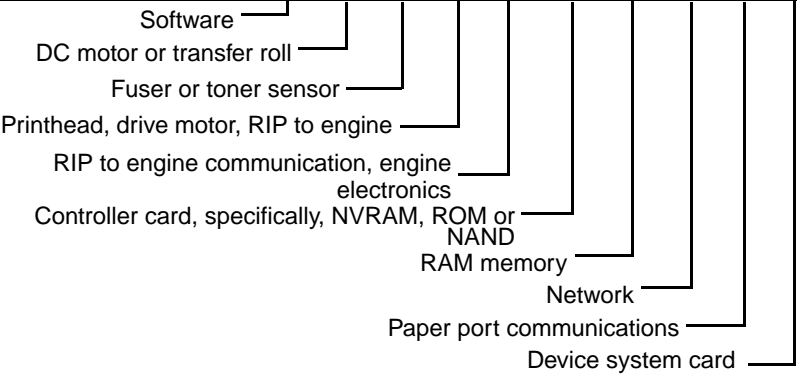 Software
DC motor or transfer roll
Fuser or toner sensor
Printhead, drive motor, RIP to engine
RIP to engine communication, engine
electronics
Controller card, specifically, NVRAM, ROM or
NAND
RAM memory
Network
Paper port communications
Device system card